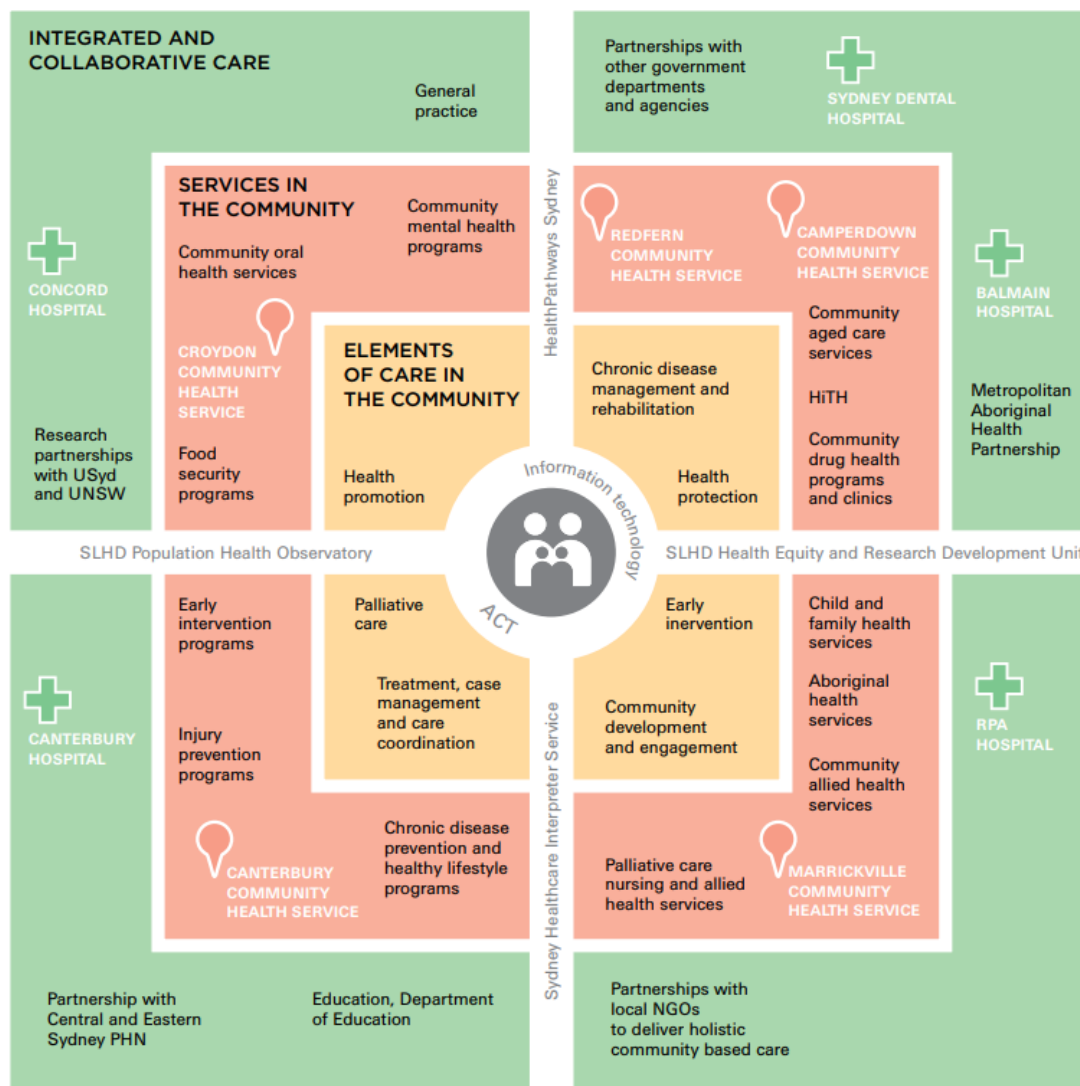 INTEGRATED AND
COLLABORATIVE CARE
General
practice
Partnerships with
other government
departments
and agencies
SYDNEY DENTAL
HOSPITAL
CONCORD
HOSPITAL
Research
partnerships
with USyd
and UNSW
BALMAIN
HOSPITAL
Metropolitan
Aboriginal
Health
Partnership
SERVICES IN
THE COMMUNITY
Community
mental health
programs
Community oral
health services
CROYDON
COMMUNITY
HEALTH
SERVICE
Food
security
programs
HealthPathways Sydney
REDFERN
COMMUNITY
HEALTH SERVICE
CAMPERDOWN
COMMUNITY
HEALTH SERVICE
Community
aged care
services
HiTH
Community
drug health
programs
and clinics
ELEMENTS
OF CARE IN
THE COMMUNITY
Health
promotion
Chronic disease
management and
rehabilitation
Health
protection
Information technology
ACT
SLHD Population Health Observatory
SLHD Health Equity and Research Development Unit
Early
intervention
programs
Injury
prevention
programs
Palliative
care
Treatment, case
management
and care
coordination
Early
inervention
Community
development
and engagement
Child and
family health
services
Aboriginal
health
services
Community
allied health
services
CANTERBURY
HOSPITAL
RPA
HOSPITAL
CANTERBURY
COMMUNITY
HEALTH SERVICE
Chronic disease
prevention and
healthy lifestyle
programs
Sydney Healthcare Interpreter Service
Palliative care
nursing and allied
health services
MARRICKVILLE
COMMUNITY
HEALTH SERVICE
Partnership with
Central and Eastern
Sydney PHN
Education, Department
of Education
Partnerships with
local NGOs
to deliver holistic
community based care